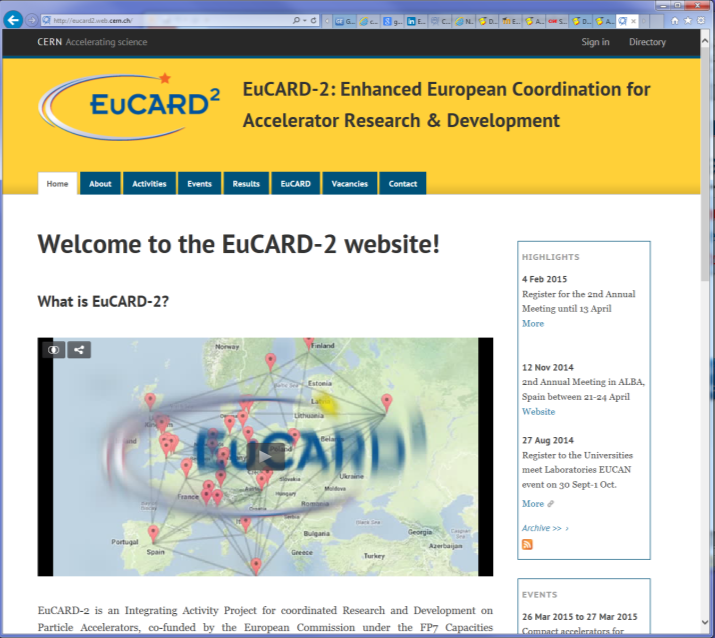 http://eucard2.web.cern.ch/
CERN Accelerating science
Sign in
Directory
EuCARD²
EuCARD-2: Enhanced European Coordination for
Accelerator Research & Development
Home
About
Activities
Events
Results
EuCARD
Vacancies
Contact
Welcome to the EuCARD-2 website!
What is EuCARD-2?
Norway
Finland
Estonia
Lithuania
Ukraine
Slovakia
Moldova
Hungary
France
Romania
Bulgaria
Georgia
Azerbaijan
Portugal
Spain
Greece
Turkey
EuCARD
EuCARD-2 is an Integrating Activity Project for coordinated Research and Development on
Particle Accelerators, co-funded by the European Commission under the FP7 Capacities
HIGHLIGHTS
4 Feb 2015
Register for the 2nd Annual
Meeting until 13 April
More
12 Nov 2014
2nd Annual Meeting in ALBA,
Spain between 21-24 April
Website
27 Aug 2014
Register to the Universities
meet Laboratories EUCAN
event on 30 Sept-1 Oct.
More
Archive >> ›
EVENTS
26 Mar 2015 to 27 Mar 2015
Compact accelerators for